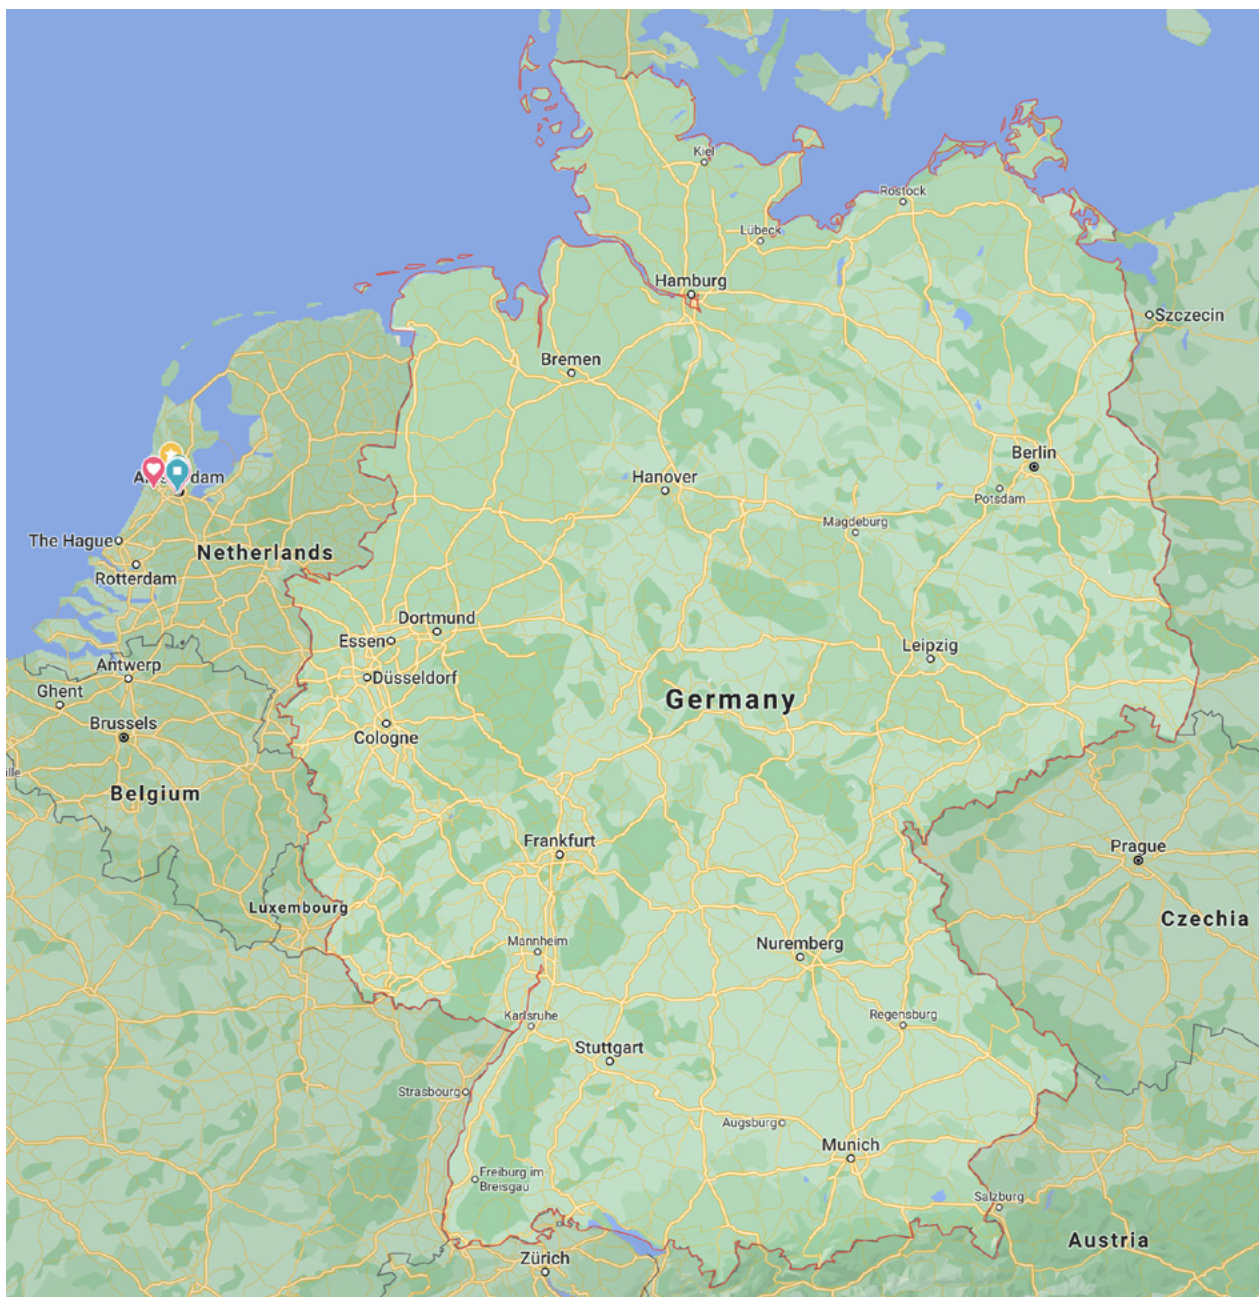 Kiel
Rostock
Lübeck
Hamburg
Szczecin
Bremen
Berlin
Hanover
Potsdam
Magdeburg
The Hague
Netherlands
Rotterdam
Dortmund
Essen
Leipzig
Antwerp
Düsseldorf
Ghent
Germany
Brussels
Cologne
ille
Belgium
Frankfurt
Prague
Luxembourg
Czechia
Mannheim
Nuremberg
Karlsruhe
Regensburg
Stuttgart
Strasbourg
Augsburg
Munich
Freiburg im
Breisgau
Salzburg
Austria
Zürich